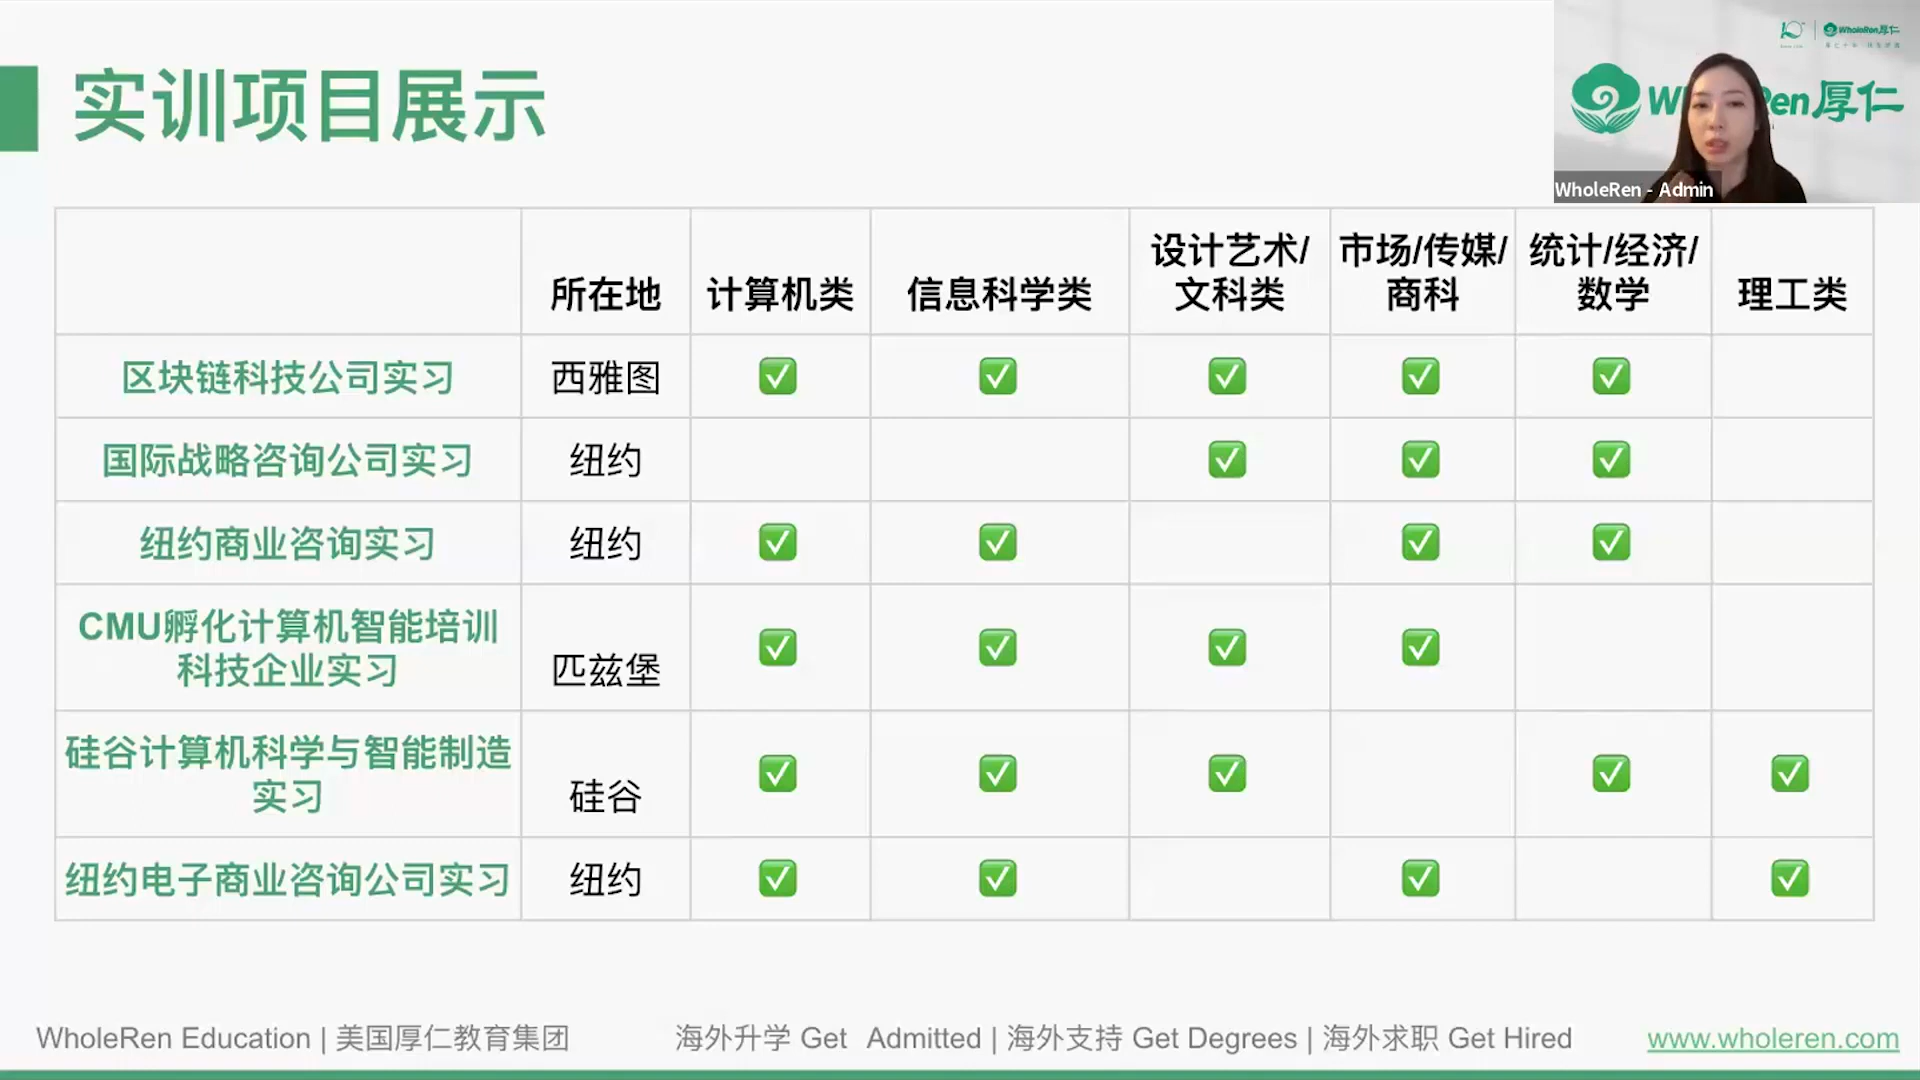 实训项目展示
WholeRen厚仁
WholeRen - Admin
所在地
计算机类
信息科学类
设计艺术/
文科类
市场/传媒/
商科
统计/经济/
数学
理工类
区块链科技公司实习
西雅图
✅
✅
✅
✅
✅
国际战略咨询公司实习
纽约
✅
✅
✅
纽约商业咨询实习
纽约
✅
✅
✅
✅
CMU孵化计算机智能培训
科技企业实习
匹兹堡
✅
✅
✅
✅
硅谷计算机科学与智能制造
实习
硅谷
✅
✅
✅
✅
✅
纽约电子商业咨询公司实习
纽约
✅
✅
✅
✅
WholeRen Education | 美国厚仁教育集团
海外升学 Get Admitted | 海外支持 Get Degrees | 海外求职 Get Hired
www.wholeren.com